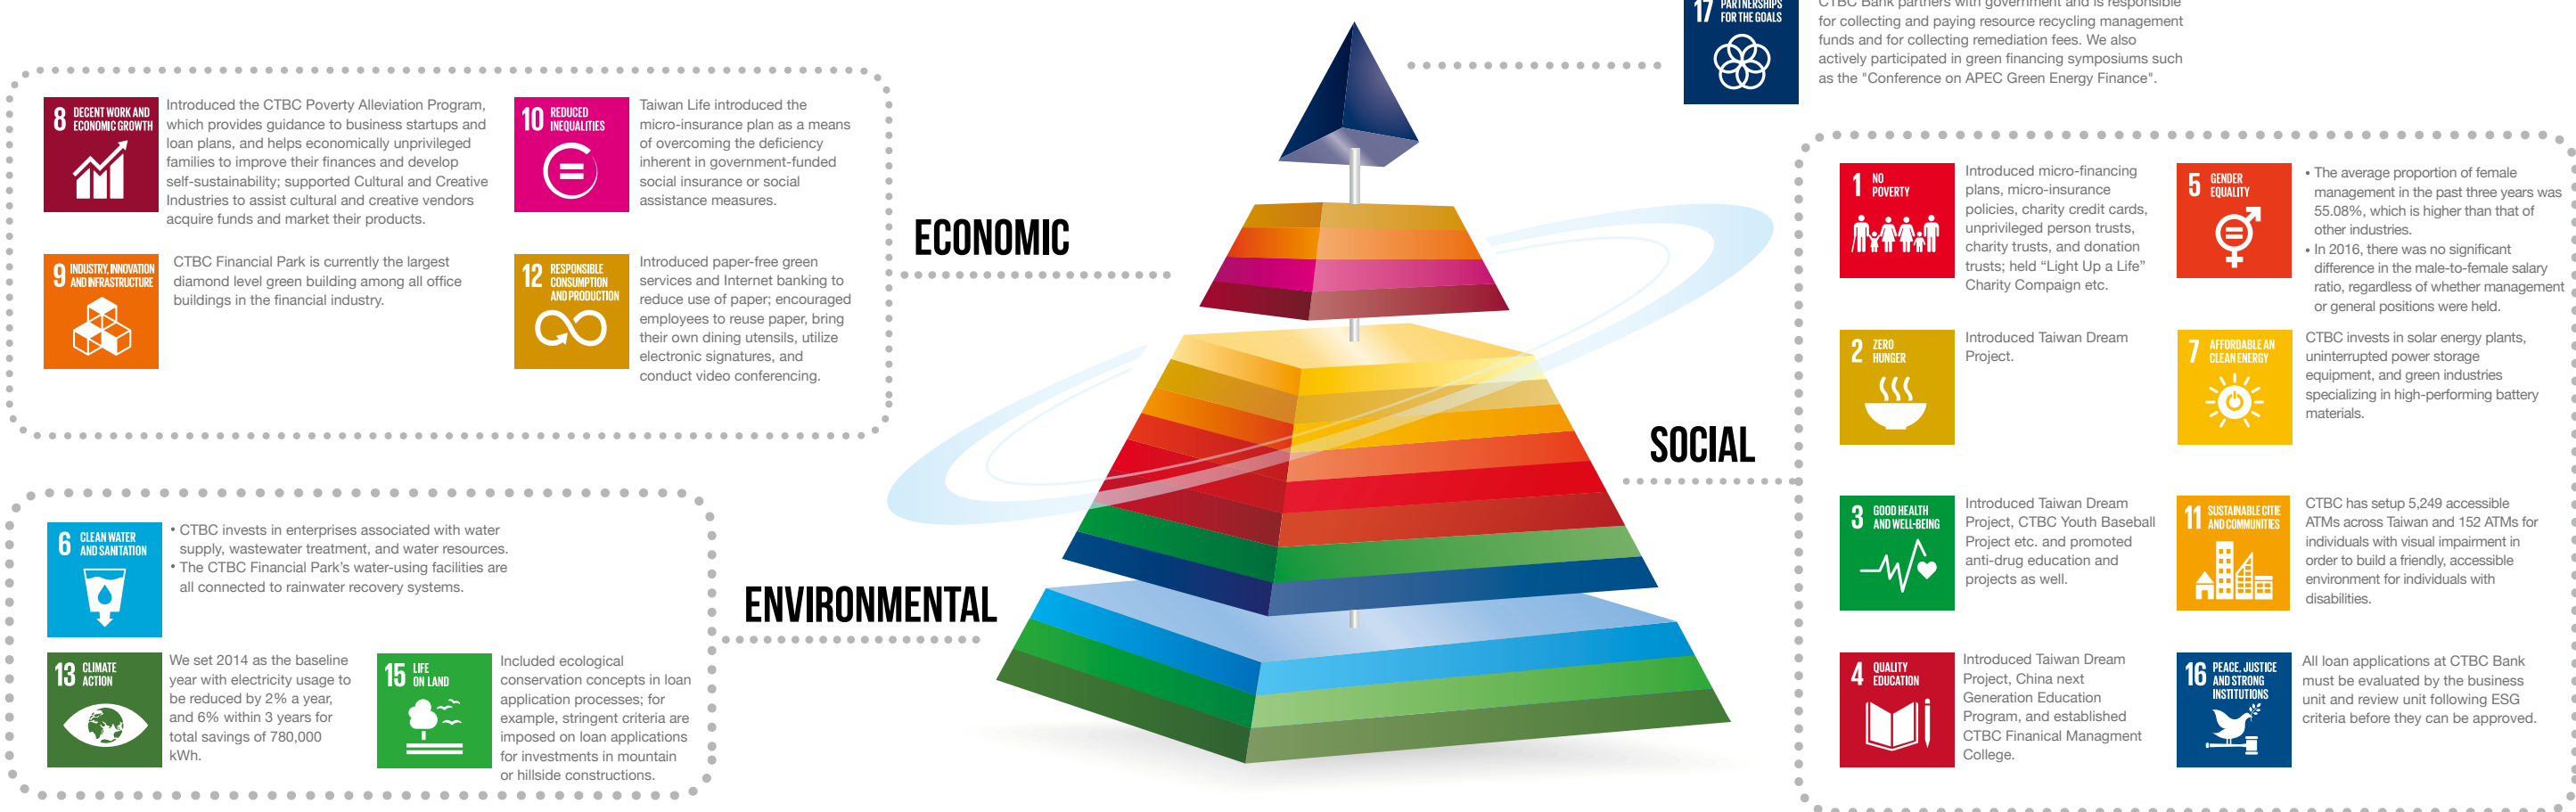 17 PARTNERSHIPS
FOR THE GOALS
CTBC Bank partners with government and is responsible
for collecting and paying resource recycling management
funds and for collecting remediation fees. We also
actively participated in green financing symposiums such
as the "Conference on APEC Green Energy Finance".
8 DECENT WORK AND
ECONOMIC GROWTH
Introduced the CTBC Poverty Alleviation Program,
which provides guidance to business startups and
loan plans, and helps economically unprivileged
families to improve their finances and develop
self-sustainability; supported Cultural and Creative
Industries to assist cultural and creative vendors
acquire funds and market their products.
10 REDUCED
INEQUALITIES
Taiwan Life introduced the
micro-insurance plan as a means
of overcoming the deficiency
inherent in government-funded
social insurance or social
assistance measures.
9 INDUSTRY, INNOVATION
AND INFRASTRUCTURE
CTBC Financial Park is currently the largest
diamond level green building among all office
buildings in the financial industry.
12 RESPONSIBLE
CONSUMPTION
AND PRODUCTION
Introduced paper-free green
services and Internet banking to
reduce use of paper; encouraged
employees to reuse paper, bring
their own dining utensils, utilize
electronic signatures, and
conduct video conferencing.
ECONOMIC
SOCIAL
ENVIRONMENTAL
6 CLEAN WATER
AND SANITATION
• CTBC invests in enterprises associated with water
supply, wastewater treatment, and water resources.
• The CTBC Financial Park's water-using facilities are
all connected to rainwater recovery systems.
13 CLIMATE
ACTION
We set 2014 as the baseline
year with electricity usage to
be reduced by 2% a year,
and 6% within 3 years for
total savings of 780,000
kWh.
15 LIFE
ON LAND
Included ecological
conservation concepts in loan
application processes; for
example, stringent criteria are
imposed on loan applications
for investments in mountain
or hillside constructions.
1 NO
POVERTY
Introduced micro-financing
plans, micro-insurance
policies, charity credit cards,
unprivileged person trusts,
charity trusts, and donation
trusts; held “Light Up a Life”
Charity Compaign etc.
5 GENDER
EQUALITY
• The average proportion of female
management in the past three years was
55.08%, which is higher than that of
other industries.
• In 2016, there was no significant
difference in the male-to-female salary
ratio, regardless of whether management
or general positions were held.
2 ZERO
HUNGER
Introduced Taiwan Dream
Project.
7 AFFORDABLE AN
CLEAN ENERGY
CTBC invests in solar energy plants,
uninterrupted power storage
equipment, and green industries
specializing in high-performing battery
materials.
3 GOOD HEALTH
AND WELL-BEING
Introduced Taiwan Dream
Project, CTBC Youth Baseball
Project etc. and promoted
anti-drug education and
projects as well.
11 SUSTAINABLE CITIE
AND COMMUNITIES
CTBC has setup 5,249 accessible
ATMs across Taiwan and 152 ATMs for
individuals with visual impairment in
order to build a friendly, accessible
environment for individuals with
disabilities.
4 QUALITY
EDUCATION
Introduced Taiwan Dream
Project, China next
Generation Education
Program, and established
CTBC Finanical Managment
College.
16 PEACE, JUSTICE
AND STRONG
INSTITUTIONS
All loan applications at CTBC Bank
must be evaluated by the business
unit and review unit following ESG
criteria before they can be approved.